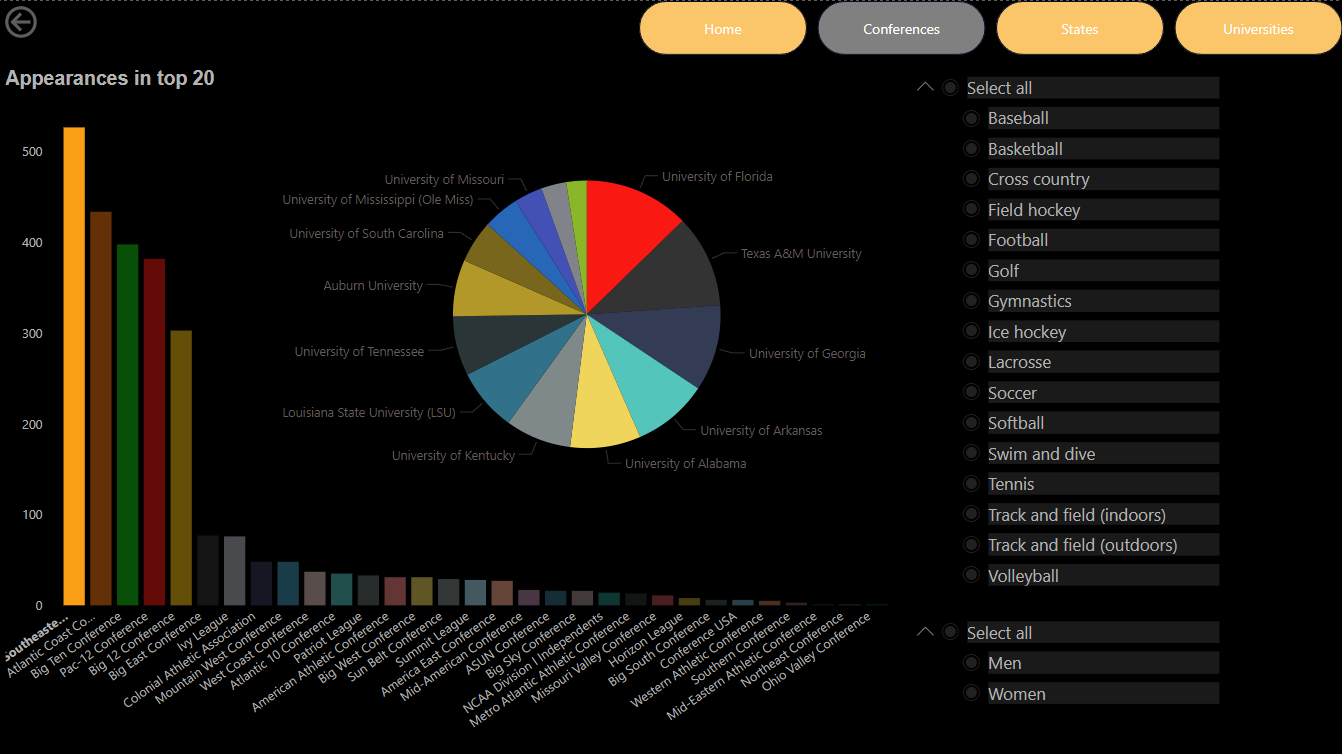 Home
Conferences
States
Universities
Appearances in top 20
500
400
300
200
100
0
Southeaste...
Atlantic Coast Co...
Big Ten Conference
Pac-12 Conference
Big 12 Conference
Big East Conference
Ivy League
Colonial Athletic Association
Mountain West Conference
West Coast Conference
Atlantic 10 Conference
Patriot League
American Athletic Conference
Big West Conference
Sun Belt Conference
Summit League
America East Conference
Mid-American Conference
ASUN Conference
Big Sky Conference
NCAA Division I Independents
Metro Atlantic Athletic Conference
Missouri Valley Conference
Horizon League
Big South Conference
Conference USA
Western Athletic Conference
Southern Conference
Mid-Eastern Athletic Conference
Northeast Conference
Ohio Valley Conference
University of Florida
Texas A&M University
University of Georgia
University of Arkansas
University of Alabama
University of Kentucky
Louisiana State University (LSU)
University of Tennessee
Auburn University
University of South Carolina
University of Mississippi (Ole Miss)
University of Missouri
Select all
Baseball
Basketball
Cross country
Field hockey
Football
Golf
Gymnastics
Ice hockey
Lacrosse
Soccer
Softball
Swim and dive
Tennis
Track and field (indoors)
Track and field (outdoors)
Volleyball
Select all
Men
Women